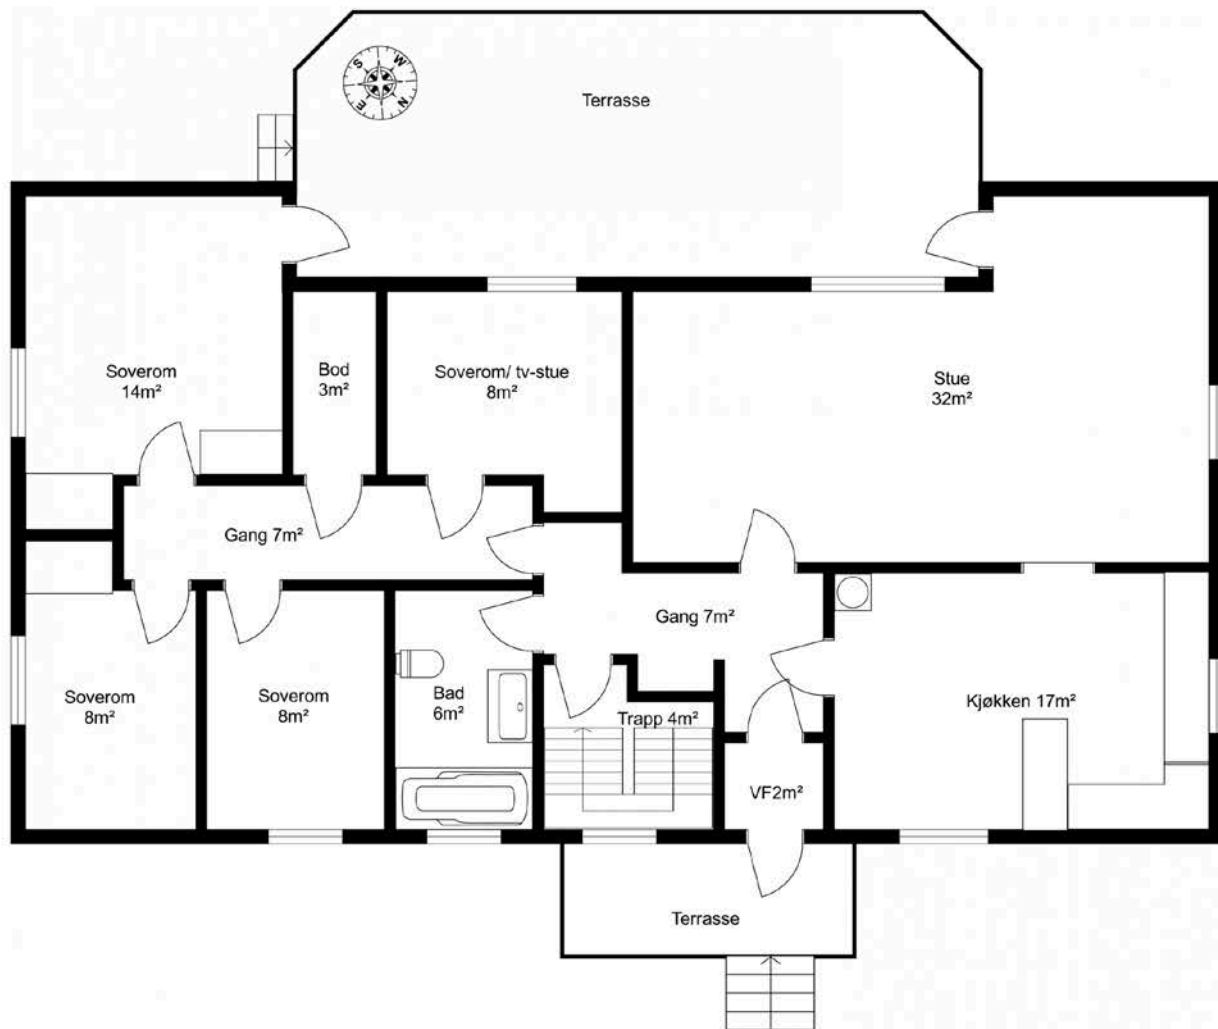 S W
E N
Terrasse
Soverom
14m²
Bod
3m²
Soverom/ tv-stue
8m²
Stue
32m²
Gang 7m²
Gang 7m²
Soverom
8m²
Soverom
8m²
Bad
6m²
Trapp 4m²
Kjøkken 17m²
VF2m²
Terrasse